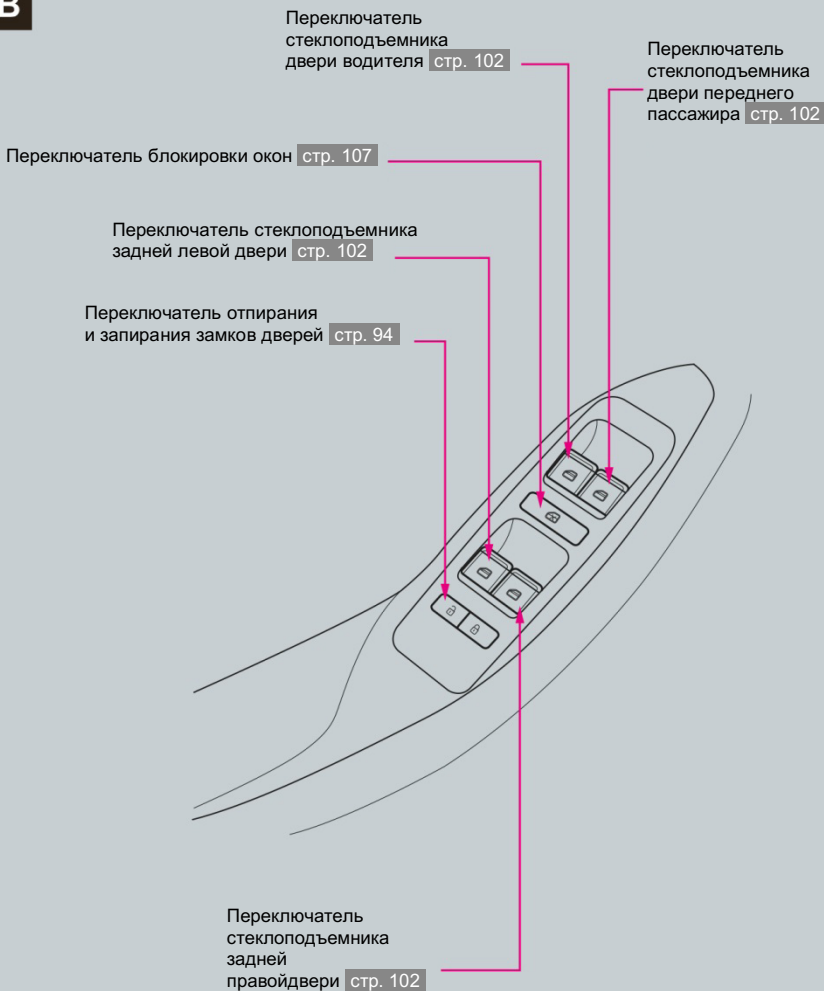 B
Переключатель
стеклоподъемника
двери водителя стр. 102
Переключатель
стеклоподъемника
двери переднего
пассажира стр. 102
Переключатель блокировки окон стр. 107
Переключатель стеклоподъемника
задней левой двери стр. 102
Переключатель отпирания
и запирания замков дверей стр. 94
Переключатель
стеклоподъемника
задней
правойдвери стр. 102